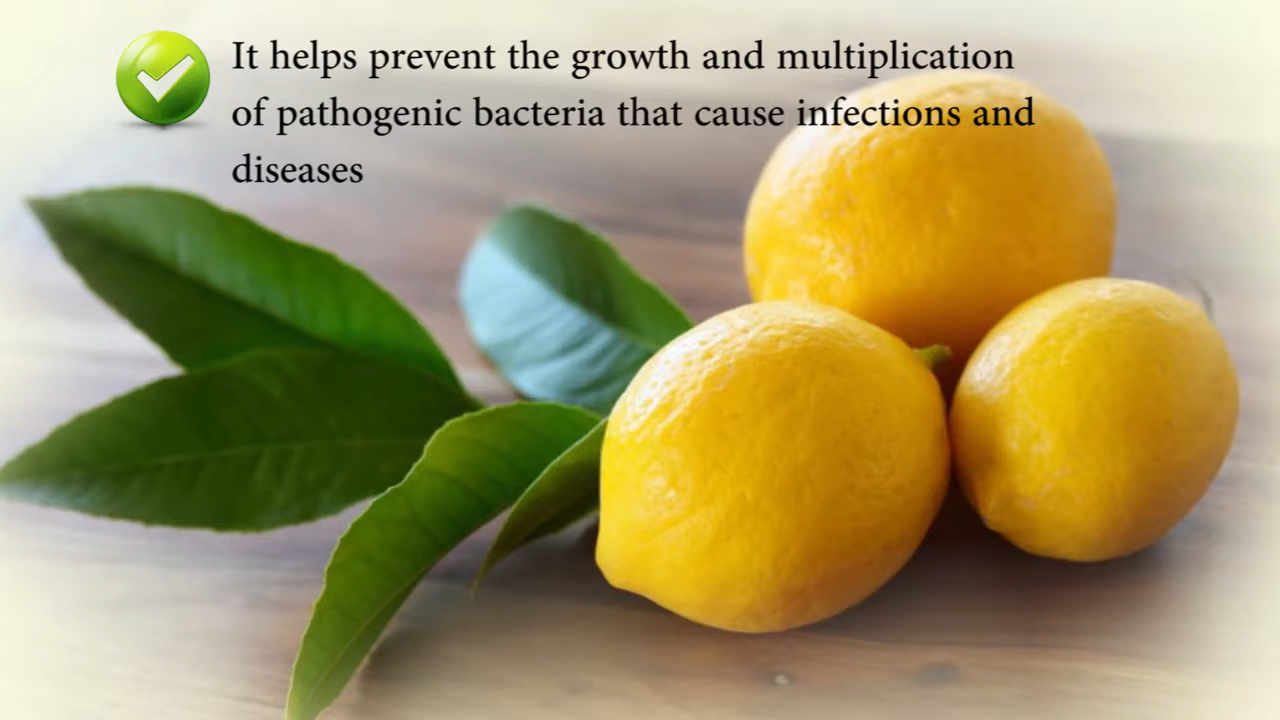 It helps prevent the growth and multiplication
of pathogenic bacteria that cause infections and
diseases